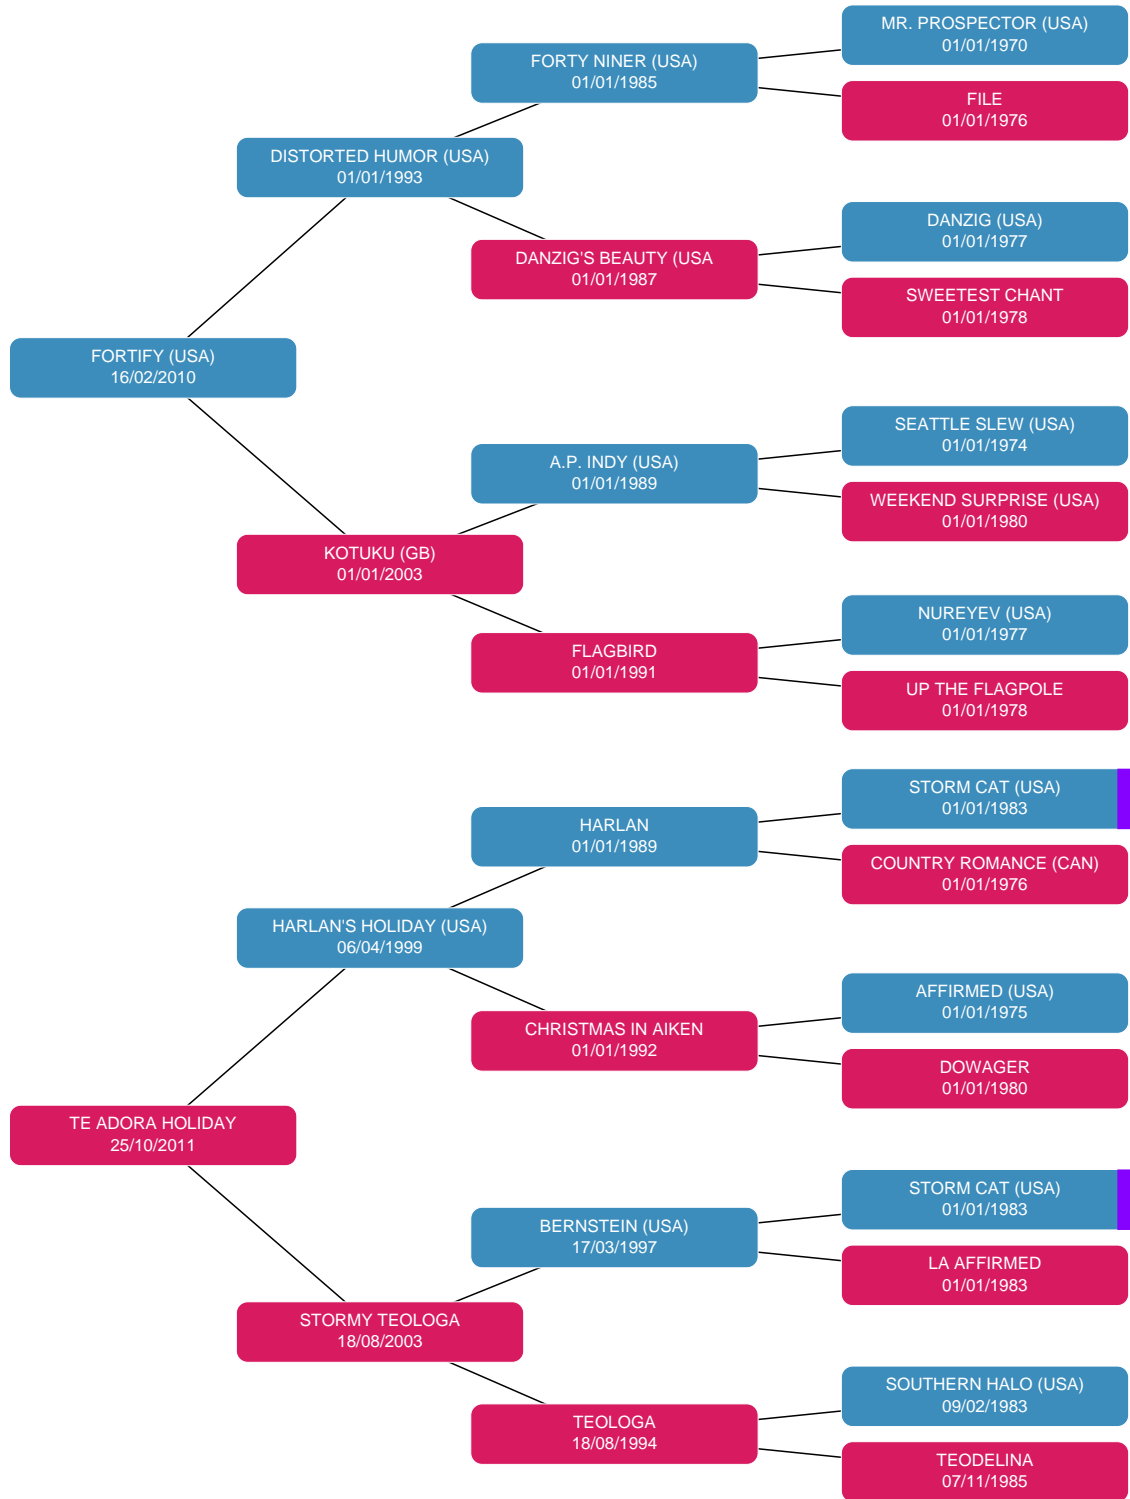 MR. PROSPECTOR (USA)
01/01/1970
FORTY NINER (USA)
01/01/1985
FILE
01/01/1976
DISTORTED HUMOR (USA)
01/01/1993
DANZIG (USA)
01/01/1977
DANZIG'S BEAUTY (USA
01/01/1987
SWEETEST CHANT
01/01/1978
FORTIFY (USA)
16/02/2010
SEATTLE SLEW (USA)
01/01/1974
A.P. INDY (USA)
01/01/1989
WEEKEND SURPRISE (USA)
01/01/1980
KOTUKU (GB)
01/01/2003
NUREYEV (USA)
01/01/1977
FLAGBIRD
01/01/1991
UP THE FLAGPOLE
01/01/1978
STORM CAT (USA)
01/01/1983
HARLAN
01/01/1989
COUNTRY ROMANCE (CAN)
01/01/1976
HARLAN'S HOLIDAY (USA)
06/04/1999
AFFIRMED (USA)
01/01/1975
CHRISTMAS IN AIKEN
01/01/1992
DOWAGER
01/01/1980
TE ADORA HOLIDAY
25/10/2011
STORM CAT (USA)
01/01/1983
BERNSTEIN (USA)
17/03/1997
LA AFFIRMED
01/01/1983
STORMY TEOLOGA
18/08/2003
SOUTHERN HALO (USA)
09/02/1983
TEOLOGA
18/08/1994
TEODELINA
07/11/1985